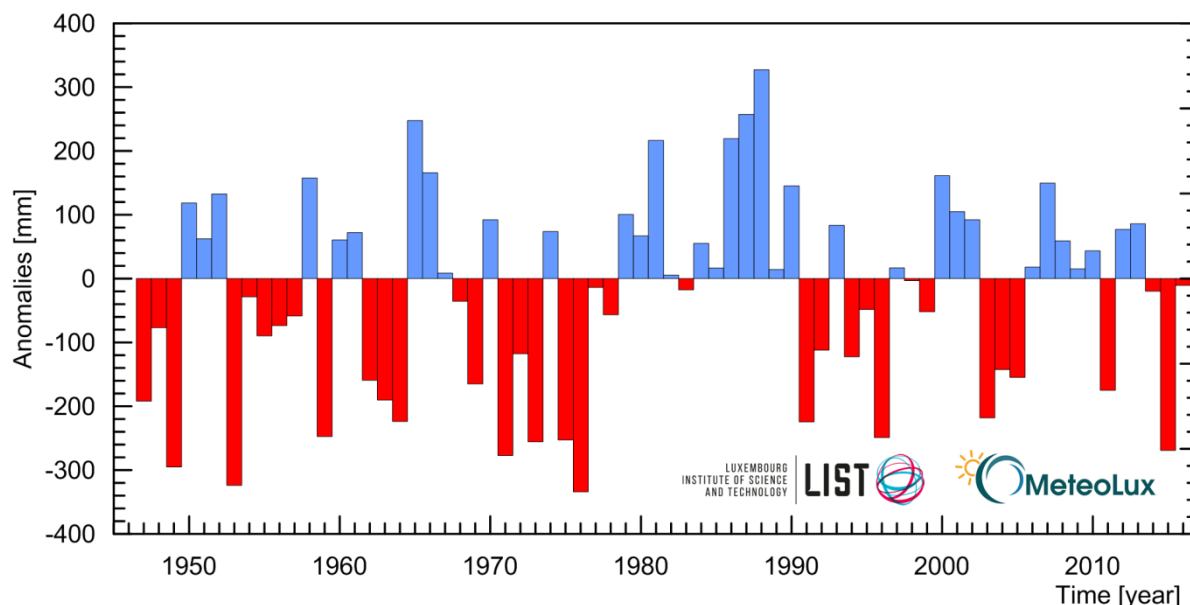 400
300
200
100
0
-100
-200
-300
-400
Anomalies [mm]
LUXEMBOURG
INSTITUTE OF SCIENCE
AND TECHNOLOGY
LIST
MeteoLux
1950
1960
1970
1980
1990
2000
2010
Time [year]